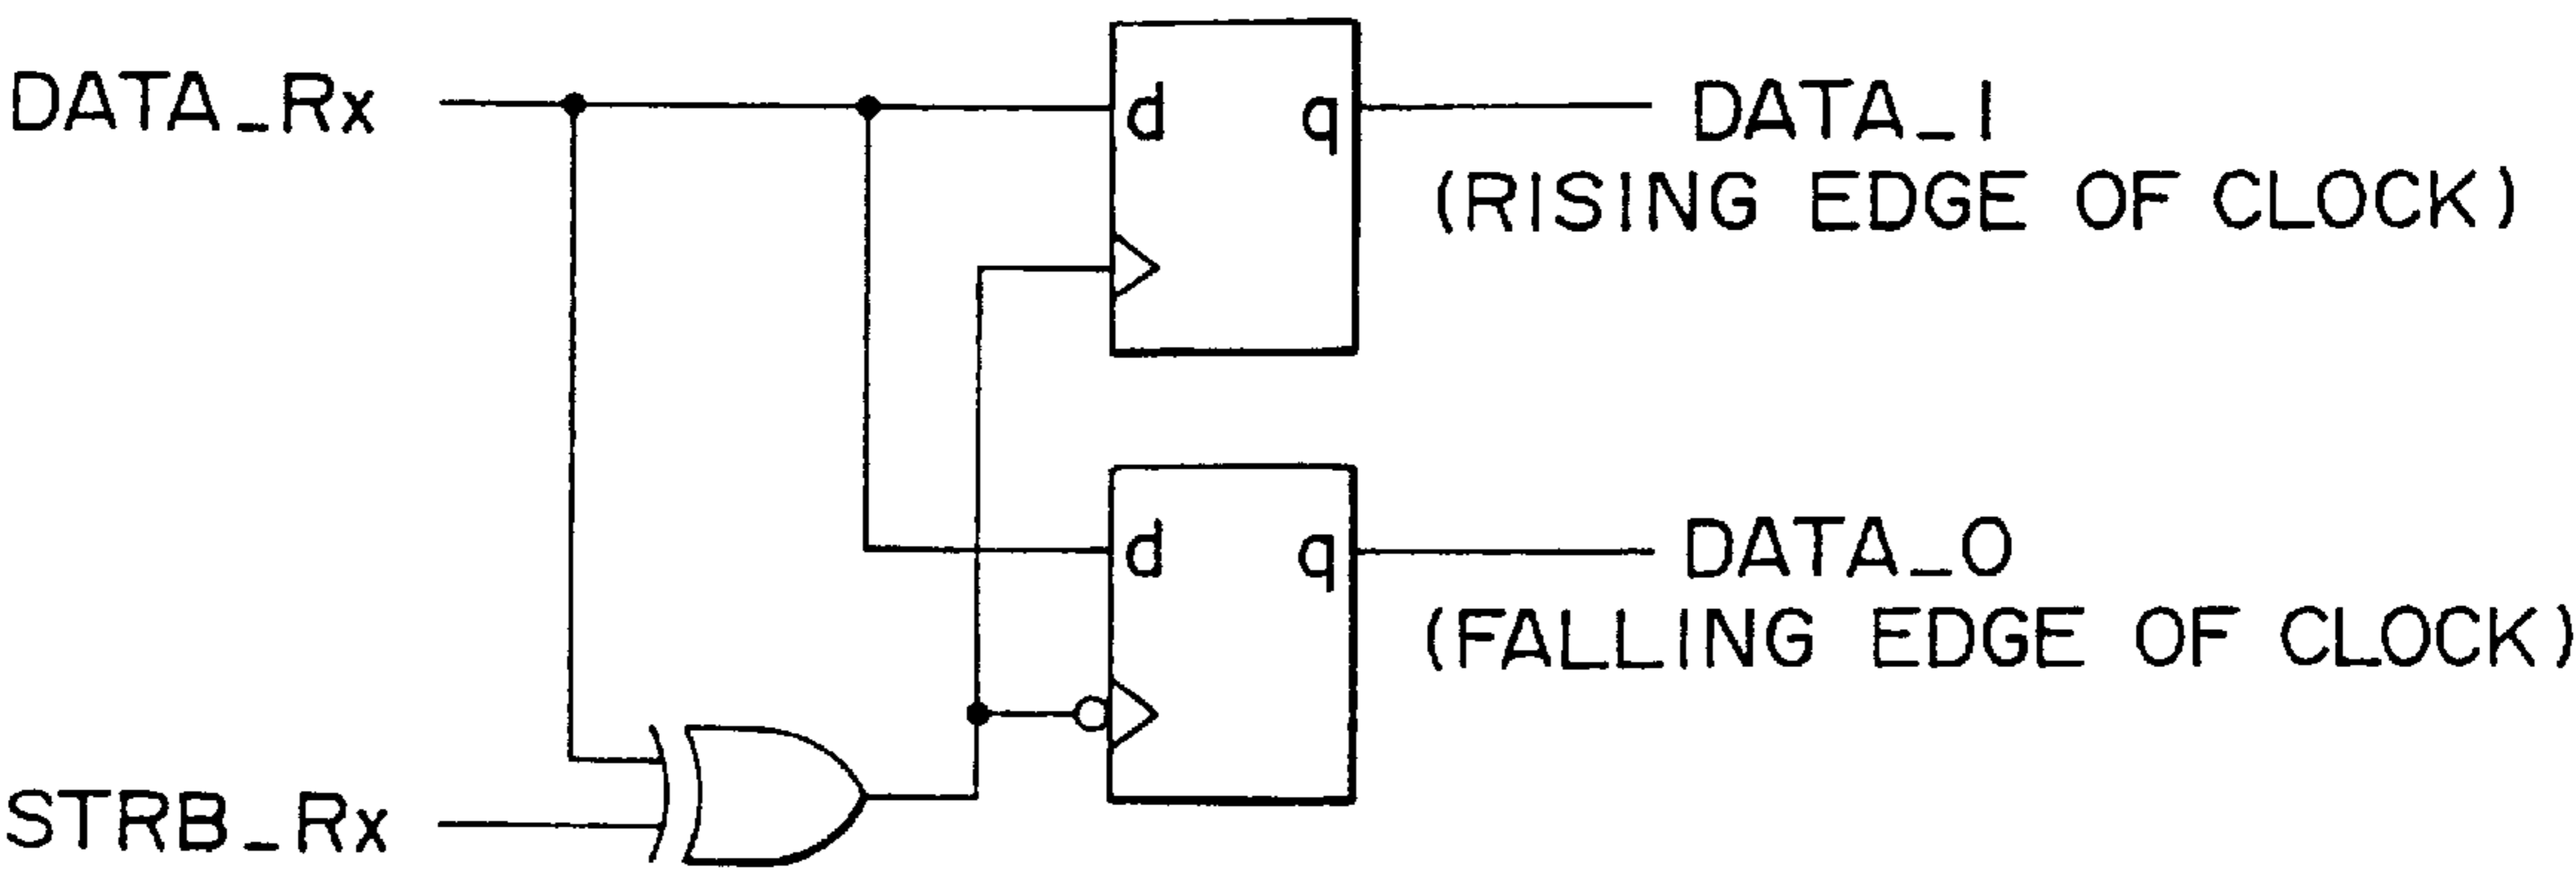 DATA_Rx
d
q
DATA_1
(RISING EDGE OF CLOCK)
d
q
DATA_0
(FALLING EDGE OF CLOCK)
STRB_Rx